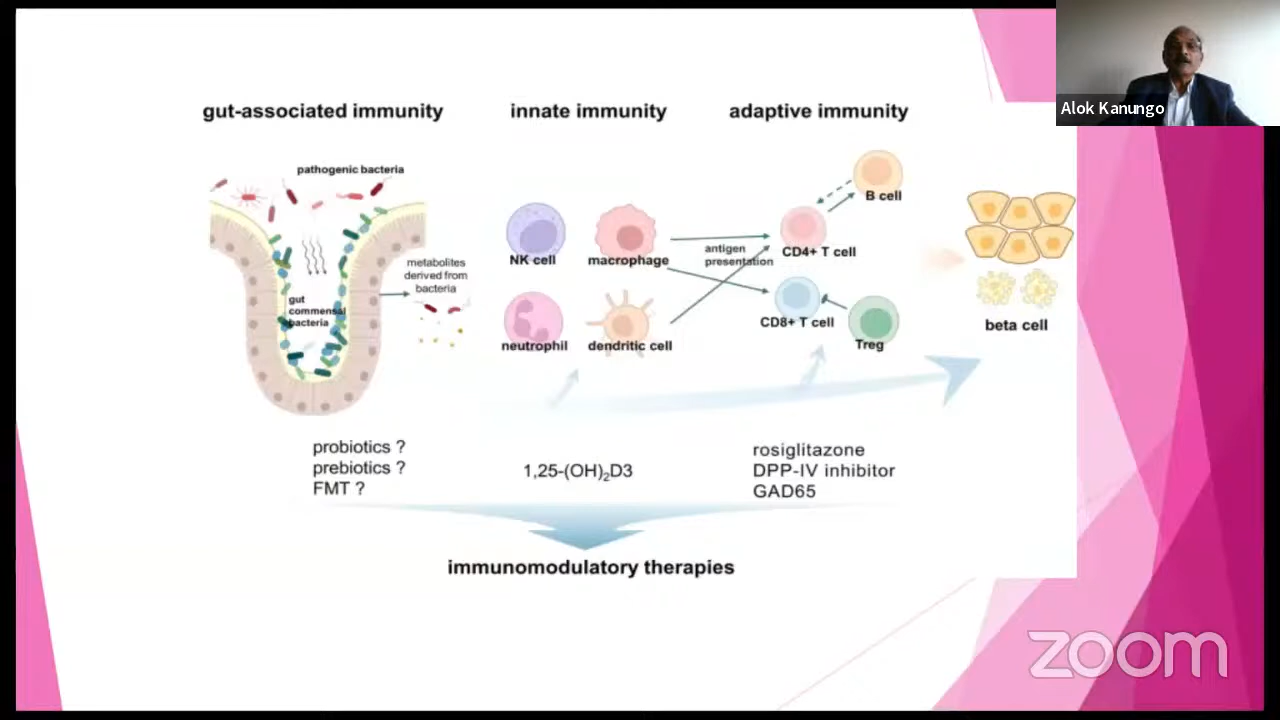 Alok Kanungo
gut-associated immunity
innate immunity
adaptive immunity
pathogenic bacteria
metabolites
derived from
bacteria
gut
commensal
bacteria
NK cell
macrophage
neutrophil
dendritic cell
antigen
presentation
B cell
CD4+ T cell
CD8+ T cell
Treg
beta cell
probiotics ?
prebiotics ?
FMT ?
1,25-(OH)₂D3
rosiglitazone
DPP-IV inhibitor
GAD65
immunomodulatory therapies
zoom